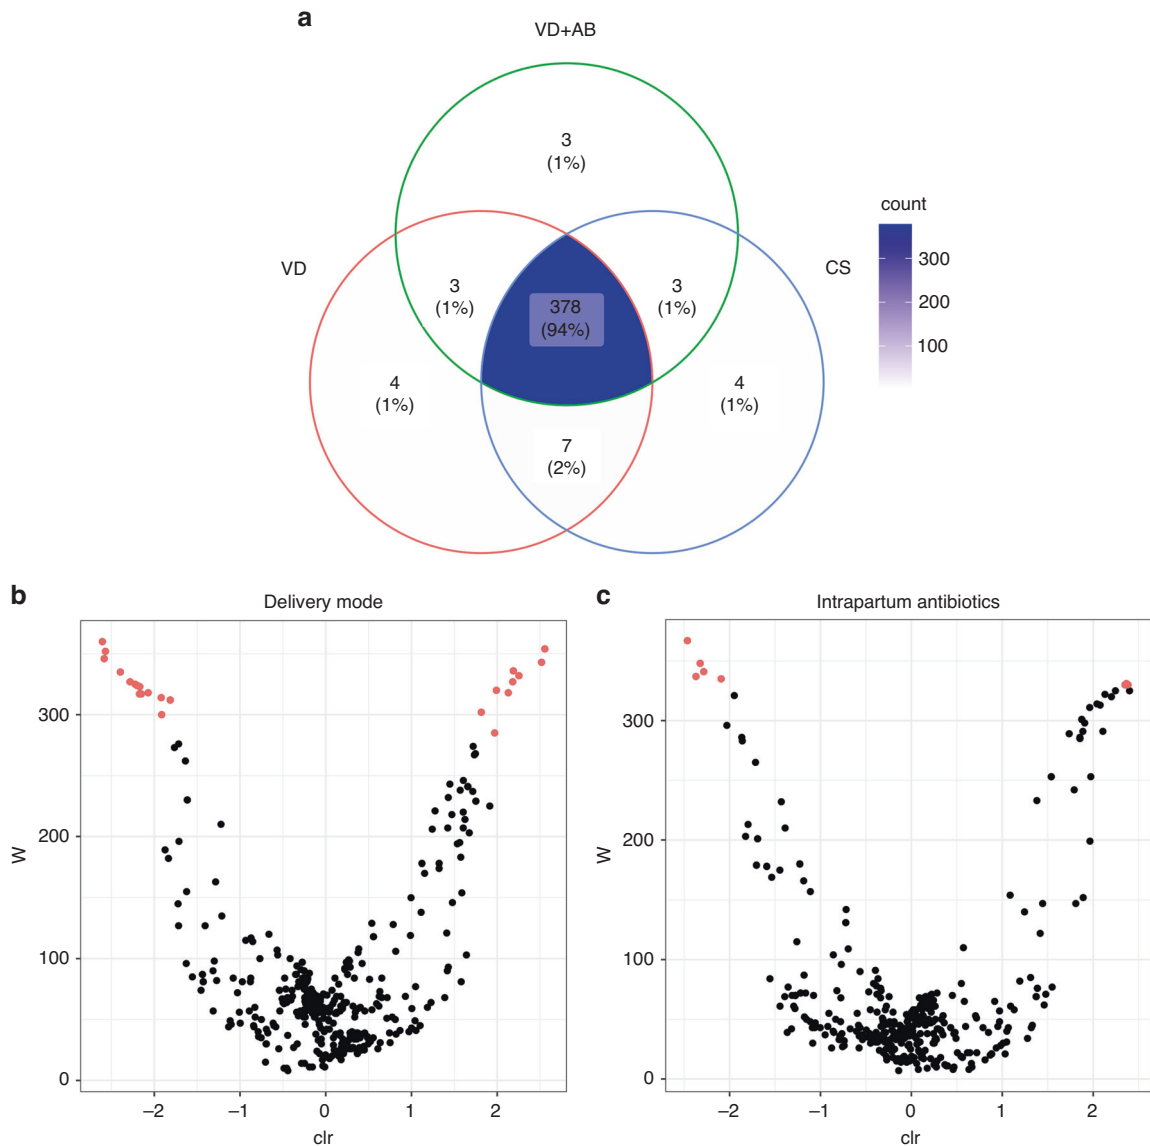 a
VD+AB
3
(1%)
count
VD
CS
300
200
100
3
(1%)
378
(94%)
3
(1%)
4
(1%)
4
(1%)
7
(2%)
b
Delivery mode
W
300
200
100
0
–2
–1
0
1
2
clr
c
Intrapartum antibiotics
W
300
200
100
0
–2
–1
0
1
2
clr